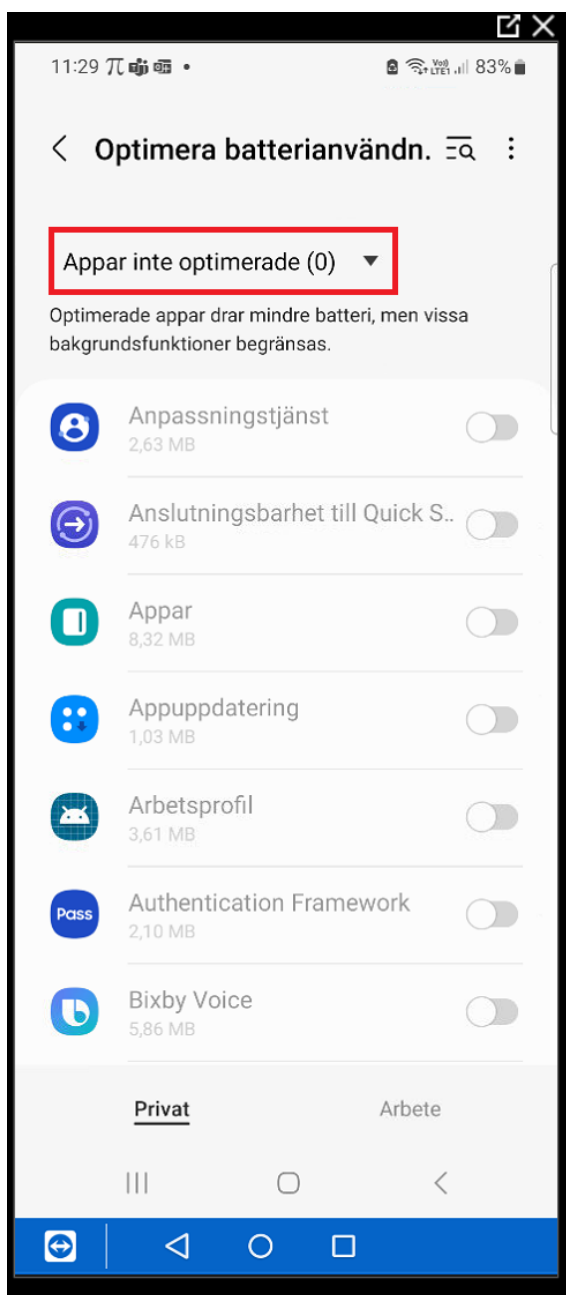 11:29
83%
Optimera batterianvändn.
Appar inte optimerade (0)
Optimerade appar drar mindre batteri, men vissa
bakgrundsfunktioner begränsas.
Anpassningstjänst
2,63 MB
Anslutningsbarhet till Quick S..
476 kB
Appar
8,32 MB
Appuppdatering
1,03 MB
Arbetsprofil
3,61 MB
Pass
Authentication Framework
2,10 MB
Bixby Voice
5,86 MB
Privat
Arbete